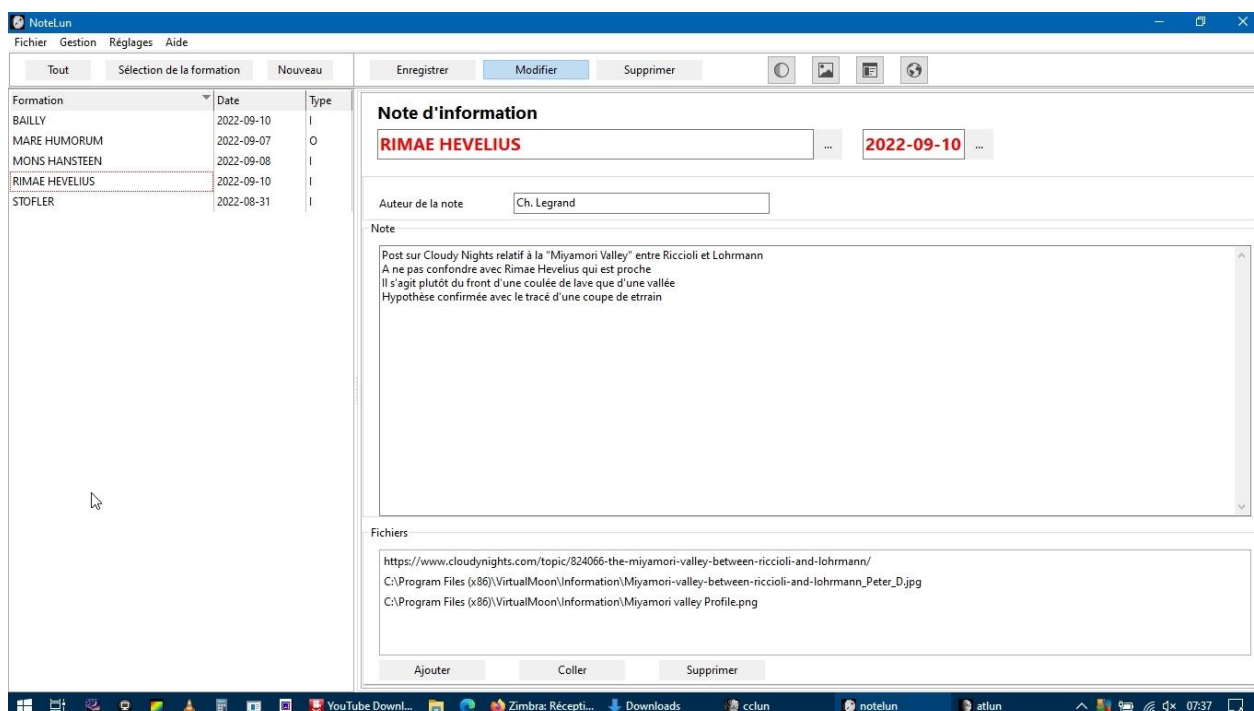 NoteLun
Fichier Gestion Réglages Aide
Tout Sélection de la formation Nouveau Enregistrer Modifier Supprimer
Formation Date Type
BAILLY 2022-09-10 I
MARE HUMORUM 2022-09-07 O
MONS HANSTEEN 2022-09-08 I
RIMAE HEVELIUS 2022-09-10 I
STOFLER 2022-08-31 I
Note d'information
RIMAE HEVELIUS ... 2022-09-10 ...
Auteur de la note Ch. Legrand
Note
Post sur Cloudy Nights relatif à la "Miyamori Valley" entre Riccioli et Lohrmann
A ne pas confondre avec Rimae Hevelius qui est proche
Il s'agit plutôt du front d'une coulée de lave que d'une vallée
Hypothèse confirmée avec le tracé d'une coupe de etrrain
Fichiers
https://www.cloudynights.com/topic/824066-the-miyamori-valley-between-riccioli-and-lohrmann/
C:\Program Files (x86)\VirtualMoon\Information\Miyamori-valley-between-riccioli-and-lohrmann_Peter_D.jpg
C:\Program Files (x86)\VirtualMoon\Information\Miyamori valley Profile.png
Ajouter Coller Supprimer
YouTube Downl... Zimbra: Récepti... Downloads cclun notelun atlun 07:37